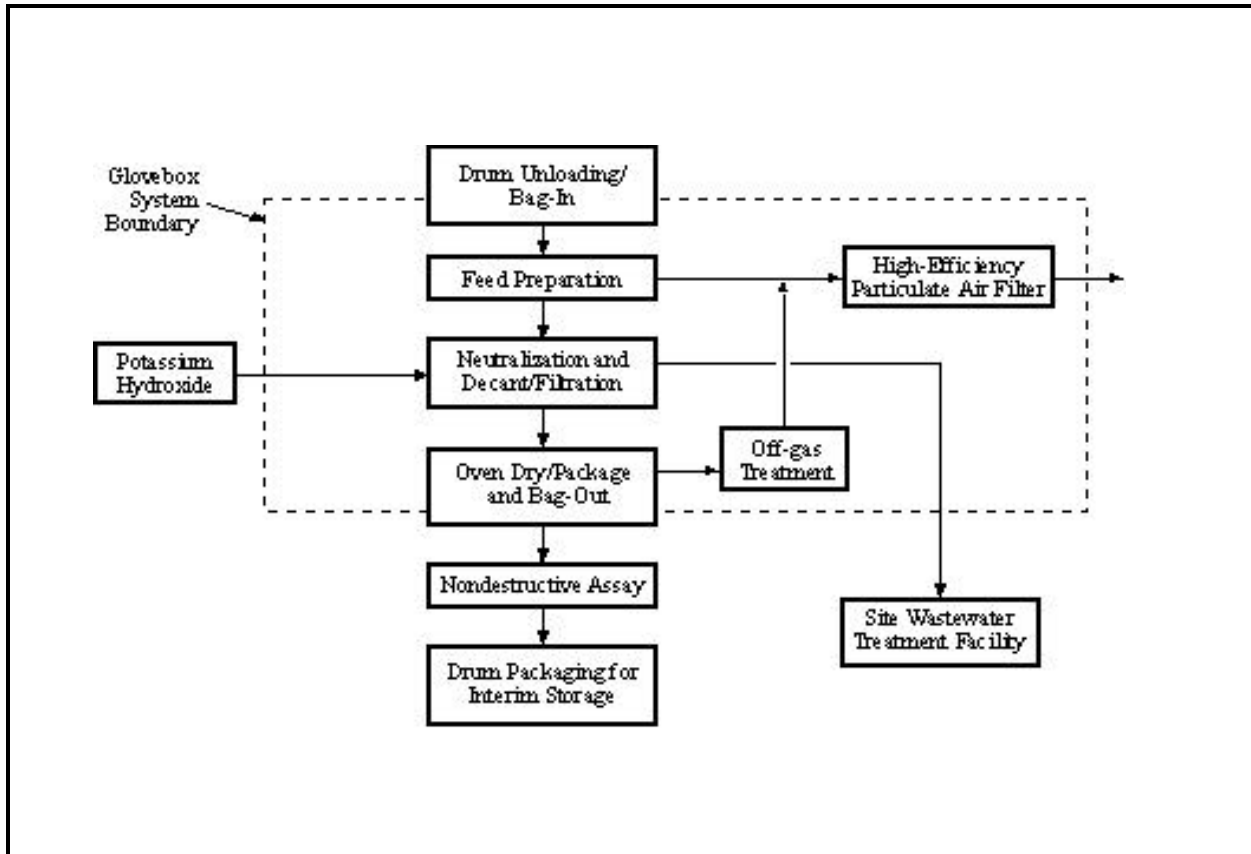 Glovebox
System
Boundary
Drum Unloading/
Bag-In
Feed Preparation
High-Efficiency
Particulate Air Filter
Potassium
Hydroxide
Neutralization and
Decant/Filtration
Off-gas
Treatment
Oven Dry/Package
and Bag-Out
Nondestructive Assay
Site Wastewater
Treatment Facility
Drum Packaging for
Interim Storage